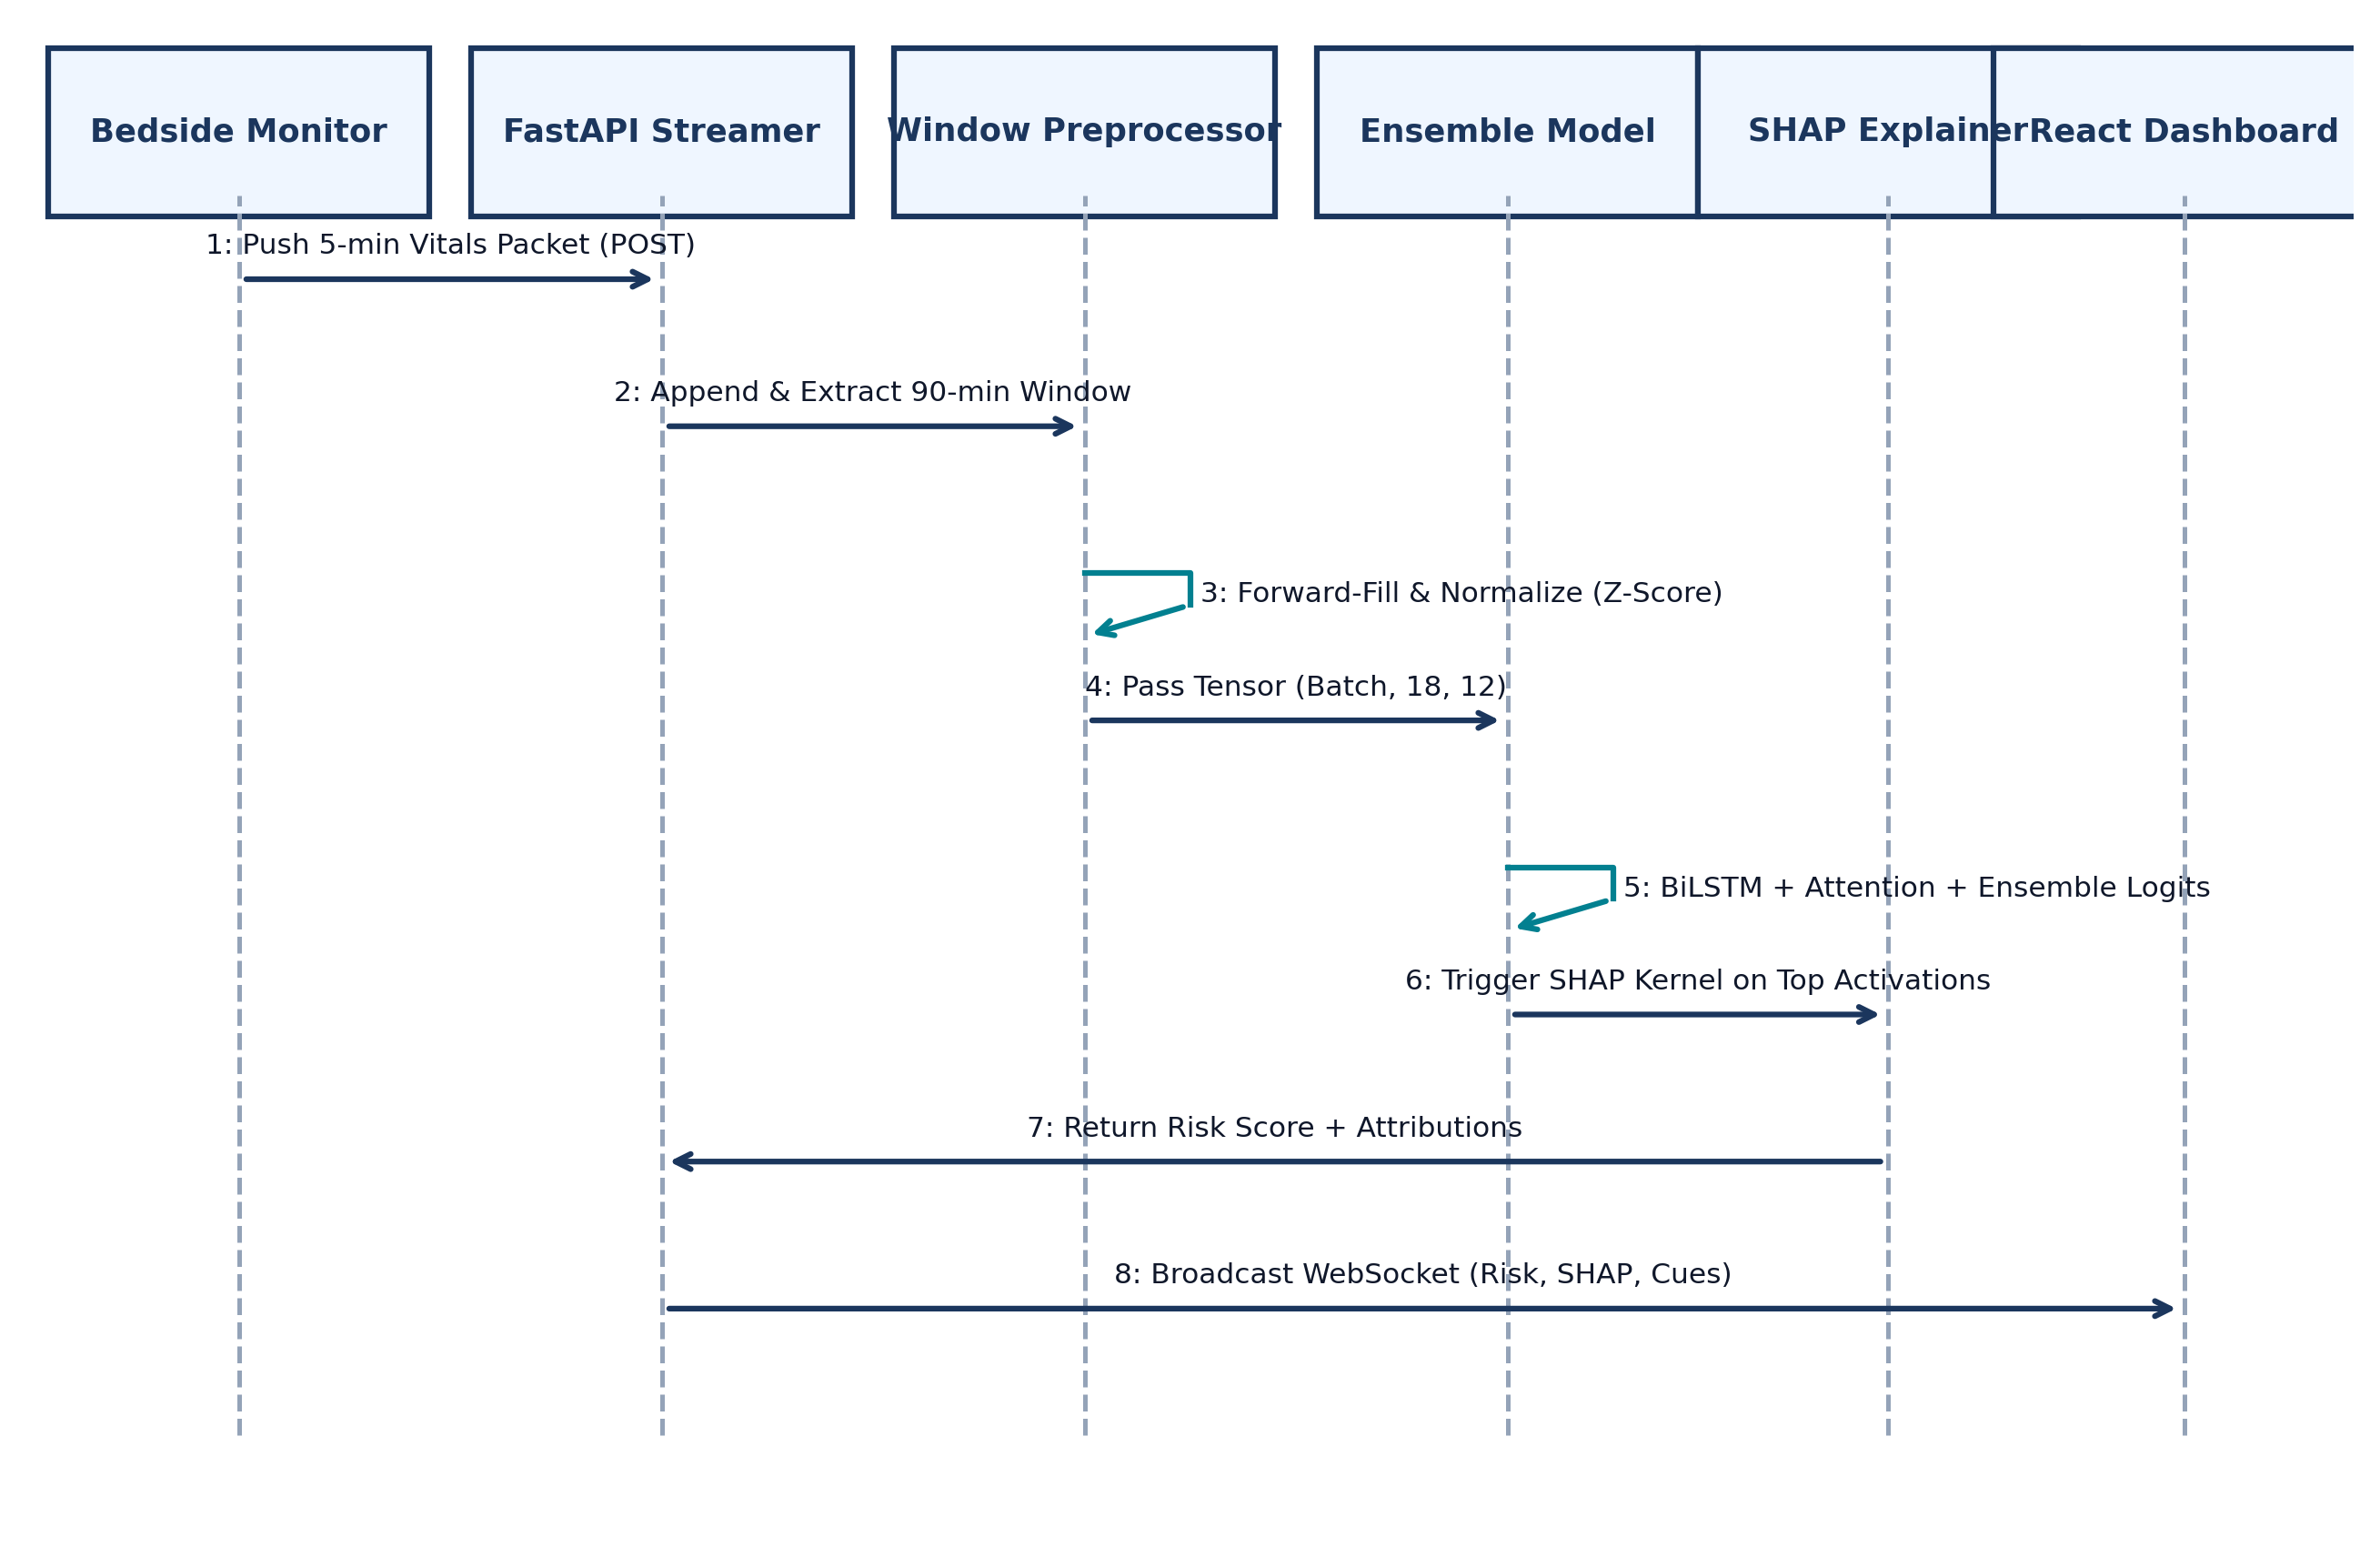 Bedside Monitor
FastAPI Streamer
Window Preprocessor
Ensemble Model
SHAP Explainer
React Dashboard
1: Push 5-min Vitals Packet (POST)
2: Append & Extract 90-min Window
3: Forward-Fill & Normalize (Z-Score)
4: Pass Tensor (Batch, 18, 12)
5: BiLSTM + Attention + Ensemble Logits
6: Trigger SHAP Kernel on Top Activations
7: Return Risk Score + Attributions
8: Broadcast WebSocket (Risk, SHAP, Cues)